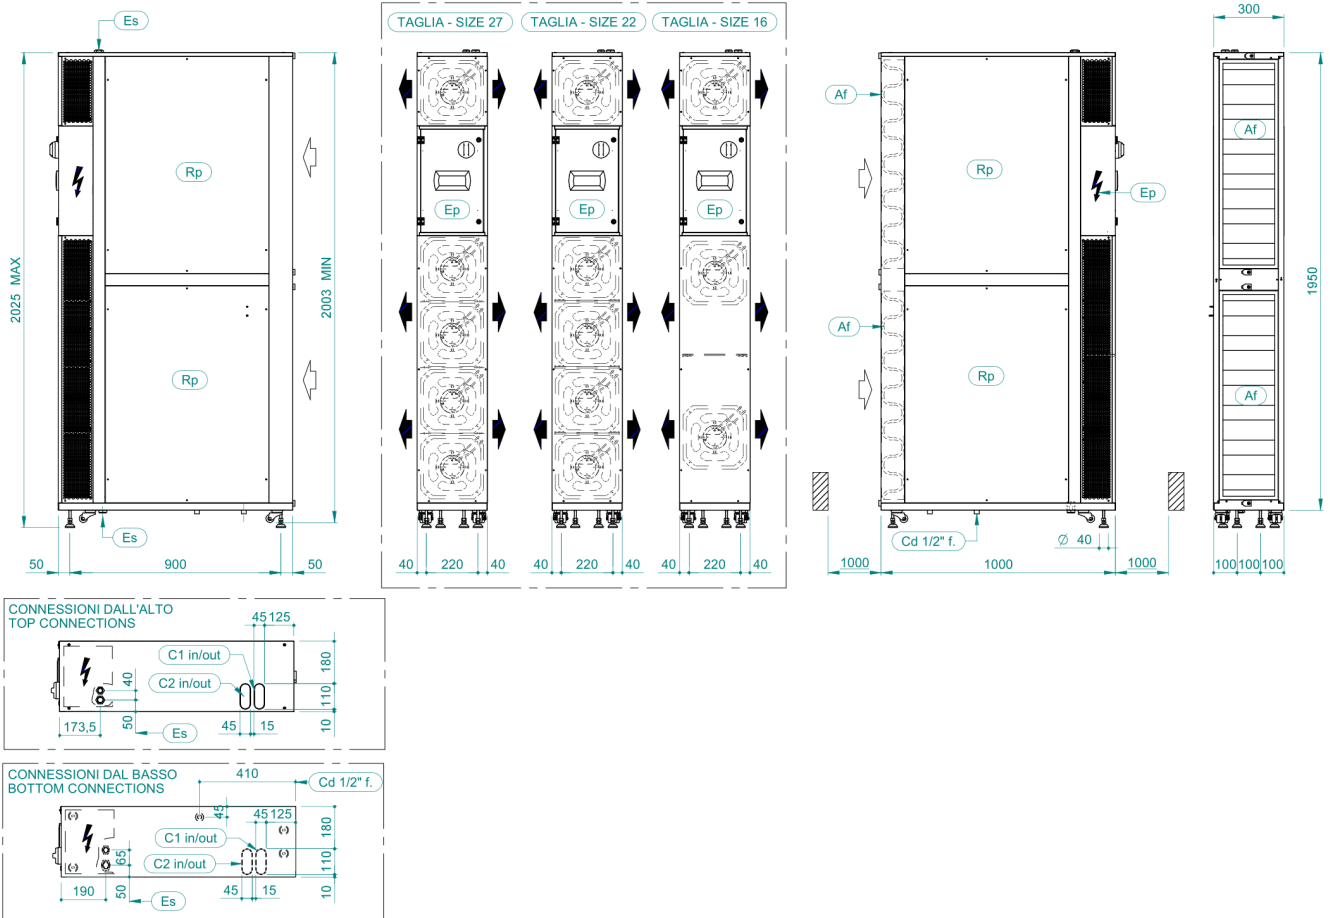 Es
2025 MAX
Rp
Rp
2003 MIN
Es
50
900
50
TAGLIA - SIZE 27
TAGLIA - SIZE 22
TAGLIA - SIZE 16
Ep
Ep
Ep
40
220
40
40
220
40
40
220
40
Af
Rp
Ep
Af
Rp
Cd 1/2" f.
Ø 40
1000
1000
1000
300
Af
Af
1950
100
100
100
CONNESSIONI DALL'ALTO
TOP CONNECTIONS
45
125
C1 in/out
C2 in/out
180
110
10
40
50
173,5
Es
45
15
CONNESSIONI DAL BASSO
BOTTOM CONNECTIONS
410
Cd 1/2" f.
45
45
125
C1 in/out
C2 in/out
180
110
10
65
50
190
Es
45
15